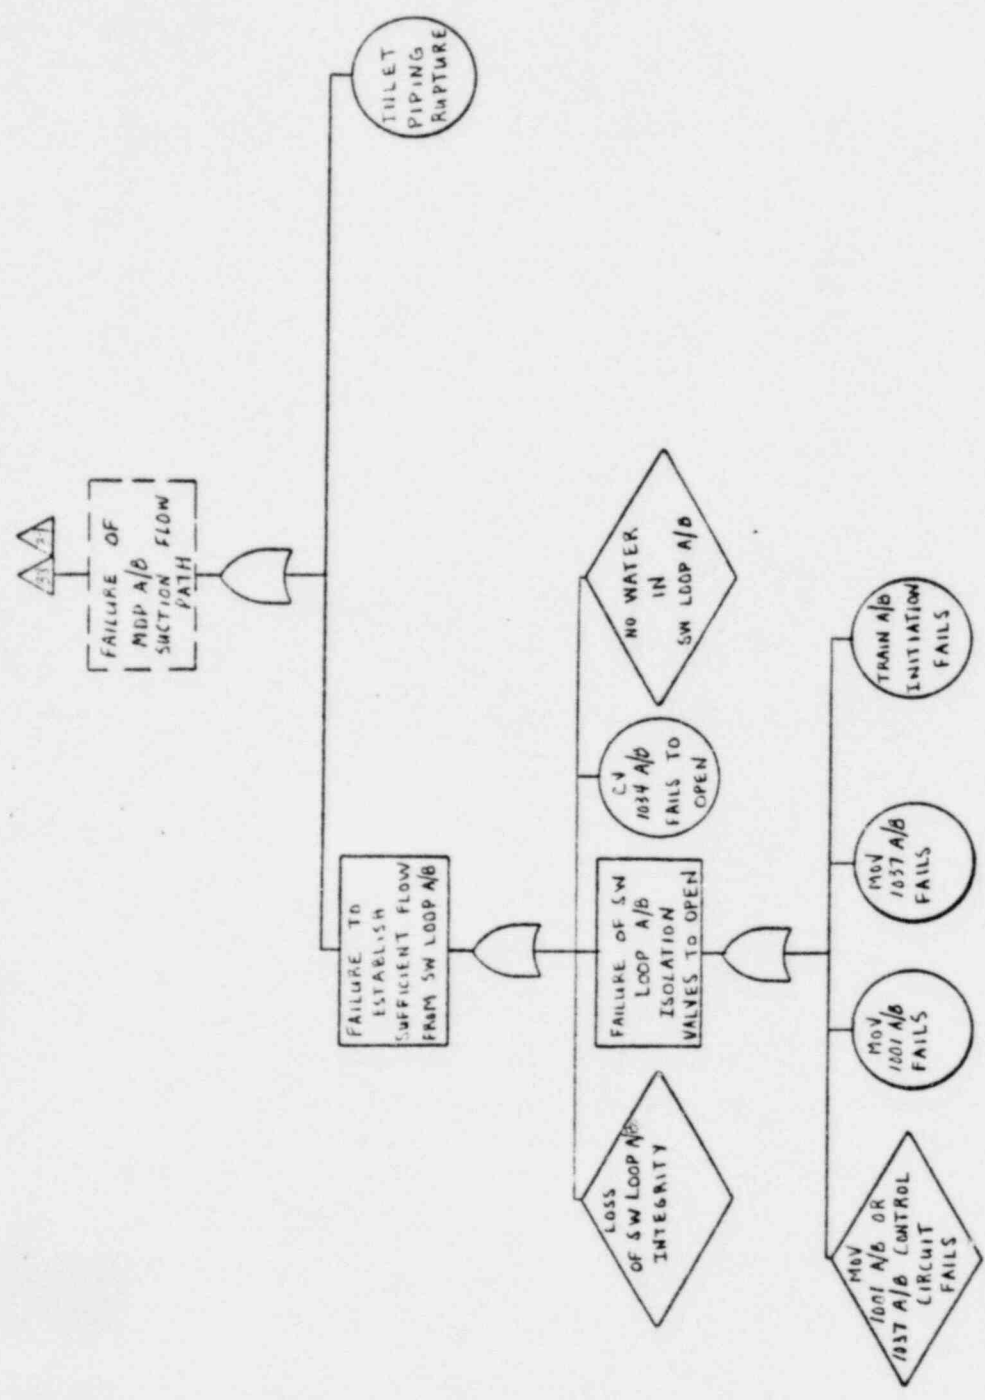 FAILURE OF
MDP A/B
SUCTION FLOW
PATH
FAILURE TO
ESTABLISH
SUFFICIENT FLOW
FROM SW LOOP A/B
INLET
PIPING
RUPTURE
LOSS
OF SW LOOP A/B
INTEGRITY
FAILURE OF SW
LOOP A/B
ISOLATION
VALVES TO OPEN
CV
1034 A/B
FAILS TO
OPEN
NO WATER
IN
SW LOOP A/B
MOV
1001 A/B OR
1037 A/B CONTROL
CIRCUIT
FAILS
MOV
1001 A/B
FAILS
MOV
1037 A/B
FAILS
TRAIN A/B
INITIATION
FAILS